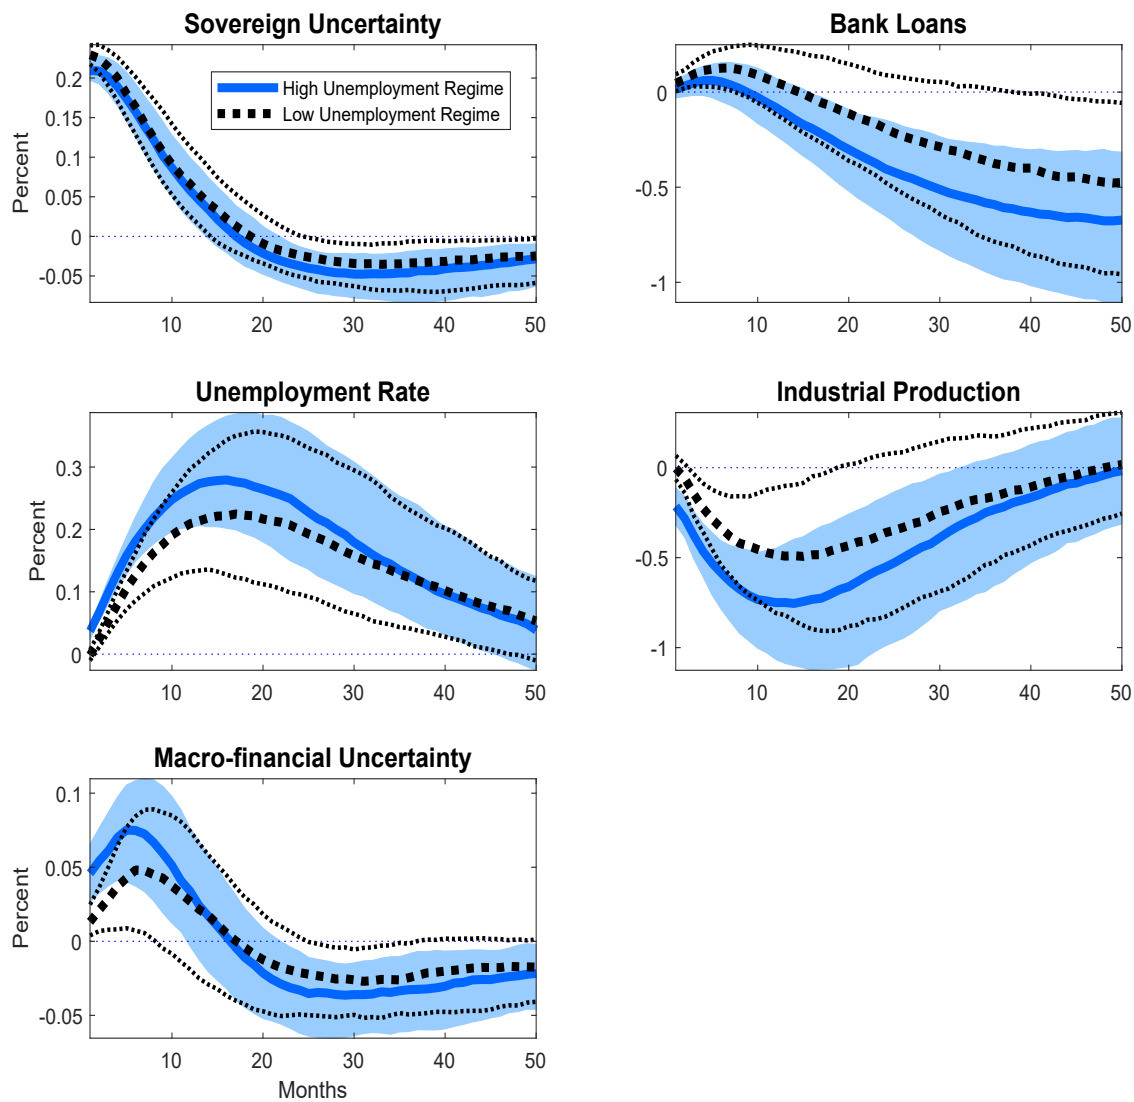 Sovereign Uncertainty
Percent
0.2
0.15
0.1
0.05
0
-0.05
10 20 30 40 50
High Unemployment Regime
Low Unemployment Regime
Bank Loans
0
-0.5
-1
10 20 30 40 50
Unemployment Rate
Percent
0.3
0.2
0.1
0
10 20 30 40 50
Industrial Production
0
-0.5
-1
10 20 30 40 50
Macro-financial Uncertainty
Percent
0.1
0.05
0
-0.05
10 20 30 40 50
Months